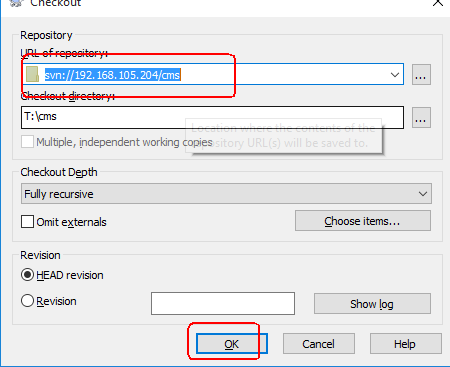 Checkout
Repository
URL of repository:
svn://192.168.105.204/cms
...
Checkout directory:
T:\cms
...
Location where the contents of the
repository URL(s) will be saved to.
Multiple, independent working copies
Checkout Depth
Fully recursive
Omit externals
Choose items...
Revision
HEAD revision
Revision
Show log
OK
Cancel
Help